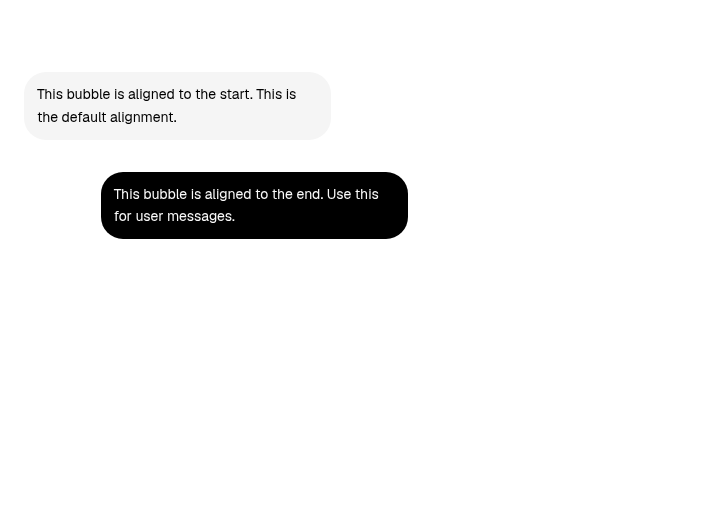 This bubble is aligned to the start. This is
the default alignment.
This bubble is aligned to the end. Use this
for user messages.